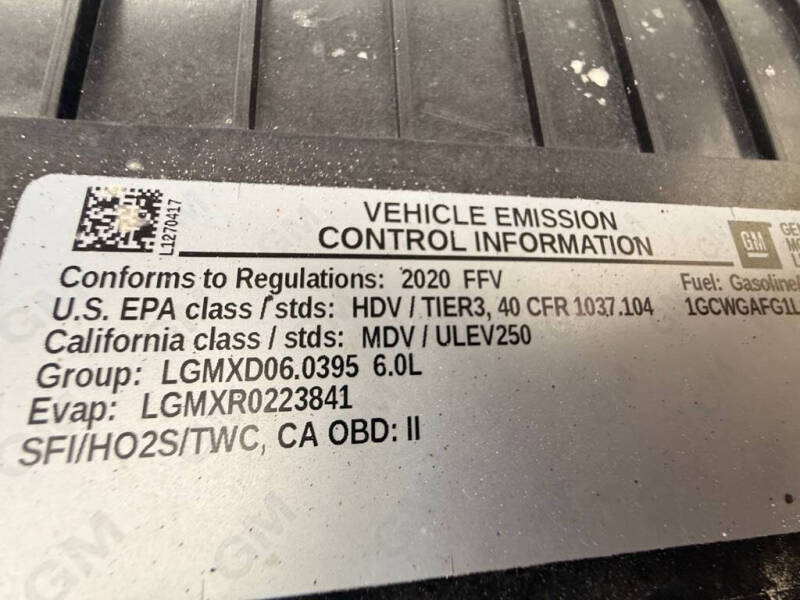 L1270417
VEHICLE EMISSION
CONTROL INFORMATION
GM
Conforms to Regulations: 2020 FFV
U.S. EPA class / stds: HDV / TIER3, 40 CFR 1037.104
California class / stds: MDV / ULEV250
Group: LGMXD06.0395 6.0L
Evap: LGMXR0223841
SFI/HO2S/TWC, CA OBD: II
Fuel: Gasoline/
1GCWGAFG1L
GM
GM